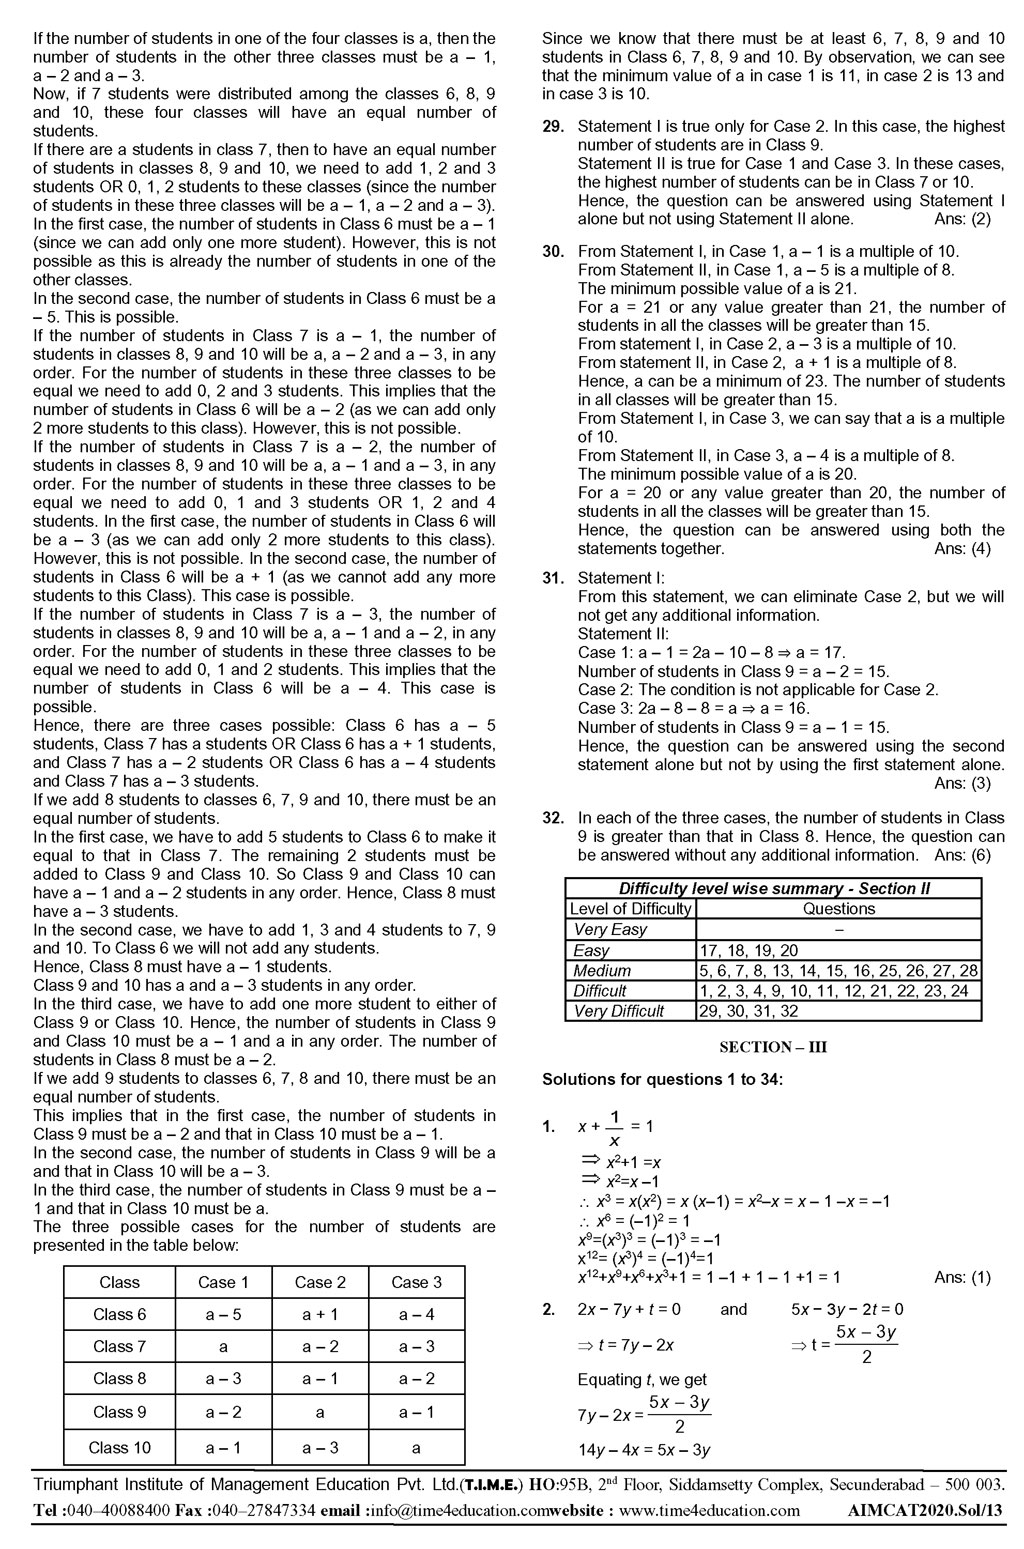 If the number of students in one of the four classes is a, then the
number of students in the other three classes must be a – 1,
a – 2 and a – 3.
Now, if 7 students were distributed among the classes 6, 8, 9
and 10, these four classes will have an equal number of
students.
If there are a students in class 7, then to have an equal number
of students in classes 8, 9 and 10, we need to add 1, 2 and 3
students OR 0, 1, 2 students to these classes (since the number
of students in these three classes will be a – 1, a – 2 and a – 3).
In the first case, the number of students in Class 6 must be a – 1
(since we can add only one more student). However, this is not
possible as this is already the number of students in one of the
other classes.
In the second case, the number of students in Class 6 must be a
– 5. This is possible.
If the number of students in Class 7 is a – 1, the number of
students in classes 8, 9 and 10 will be a, a – 2 and a – 3, in any
order. For the number of students in these three classes to be
equal we need to add 0, 2 and 3 students. This implies that the
number of students in Class 6 will be a – 2 (as we can add only
2 more students to this class). However, this is not possible.
If the number of students in Class 7 is a – 2, the number of
students in classes 8, 9 and 10 will be a, a – 1 and a – 3, in any
order. For the number of students in these three classes to be
equal we need to add 0, 1 and 3 students OR 1, 2 and 4
students. In the first case, the number of students in Class 6 will
be a – 3 (as we can add only 2 more students to this class).
However, this is not possible. In the second case, the number of
students in Class 6 will be a + 1 (as we cannot add any more
students to this Class). This case is possible.
If the number of students in Class 7 is a – 3, the number of
students in classes 8, 9 and 10 will be a, a – 1 and a – 2, in any
order. For the number of students in these three classes to be
equal we need to add 0, 1 and 2 students. This implies that the
number of students in Class 6 will be a – 4. This case is
possible.
Hence, there are three cases possible: Class 6 has a – 5
students, Class 7 has a students OR Class 6 has a + 1 students,
and Class 7 has a – 2 students OR Class 6 has a – 4 students
and Class 7 has a – 3 students.
If we add 8 students to classes 6, 7, 9 and 10, there must be an
equal number of students.
In the first case, we have to add 5 students to Class 6 to make it
equal to that in Class 7. The remaining 2 students must be
added to Class 9 and Class 10. So Class 9 and Class 10 can
have a – 1 and a – 2 students in any order. Hence, Class 8 must
have a – 3 students.
In the second case, we have to add 1, 3 and 4 students to 7, 9
and 10. To Class 6 we will not add any students.
Hence, Class 8 must have a – 1 students.
Class 9 and 10 has a and a – 3 students in any order.
In the third case, we have to add one more student to either of
Class 9 or Class 10. Hence, the number of students in Class 9
and Class 10 must be a – 1 and a in any order. The number of
students in Class 8 must be a – 2.
If we add 9 students to classes 6, 7, 8 and 10, there must be an
equal number of students.
This implies that in the first case, the number of students in
Class 9 must be a – 2 and that in Class 10 must be a – 1.
In the second case, the number of students in Class 9 will be a
and that in Class 10 will be a – 3.
In the third case, the number of students in Class 9 must be a –
1 and that in Class 10 must be a.
The three possible cases for the number of students are
presented in the table below:
Class Case 1 Case 2 Case 3
Class 6 a – 5 a + 1 a – 4
Class 7 a a – 2 a – 3
Class 8 a – 3 a – 1 a – 2
Class 9 a – 2 a a – 1
Class 10 a – 1 a – 3 a
Since we know that there must be at least 6, 7, 8, 9 and 10
students in Class 6, 7, 8, 9 and 10. By observation, we can see
that the minimum value of a in case 1 is 11, in case 2 is 13 and
in case 3 is 10.
29. Statement I is true only for Case 2. In this case, the highest
number of students are in Class 9.
Statement II is true for Case 1 and Case 3. In these cases,
the highest number of students can be in Class 7 or 10.
Hence, the question can be answered using Statement I
alone but not using Statement II alone. Ans: (2)
30. From Statement I, in Case 1, a – 1 is a multiple of 10.
From Statement II, in Case 1, a – 5 is a multiple of 8.
The minimum possible value of a is 21.
For a = 21 or any value greater than 21, the number of
students in all the classes will be greater than 15.
From statement I, in Case 2, a – 3 is a multiple of 10.
From statement II, in Case 2, a + 1 is a multiple of 8.
Hence, a can be a minimum of 23. The number of students
in all classes will be greater than 15.
From Statement I, in Case 3, we can say that a is a multiple
of 10.
From Statement II, in Case 3, a – 4 is a multiple of 8.
The minimum possible value of a is 20.
For a = 20 or any value greater than 20, the number of
students in all the classes will be greater than 15.
Hence, the question can be answered using both the
statements together. Ans: (4)
31. Statement I:
From this statement, we can eliminate Case 2, but we will
not get any additional information.
Statement II:
Case 1: a – 1 = 2a – 10 – 8 ⇒ a = 17.
Number of students in Class 9 = a – 2 = 15.
Case 2: The condition is not applicable for Case 2.
Case 3: 2a – 8 – 8 = a ⇒ a = 16.
Number of students in Class 9 = a – 1 = 15.
Hence, the question can be answered using the second
statement alone but not by using the first statement alone.
Ans: (3)
32. In each of the three cases, the number of students in Class
9 is greater than that in Class 8. Hence, the question can
be answered without any additional information. Ans: (6)
Difficulty level wise summary - Section II
Level of Difficulty Questions
Very Easy –
Easy 17, 18, 19, 20
Medium 5, 6, 7, 8, 13, 14, 15, 16, 25, 26, 27, 28
Difficult 1, 2, 3, 4, 9, 10, 11, 12, 21, 22, 23, 24
Very Difficult 29, 30, 31, 32
SECTION – III
Solutions for questions 1 to 34:
1. x + 1/x = 1
⇒ x²+1 =x
⇒ x²=x –1
∴ x³ = x(x²) = x (x–1) = x²–x = x – 1 –x = –1
∴ x⁶ = (–1)² = 1
x⁹=(x³)³ = (–1)³ = –1
x¹²= (x³)⁴ = (–1)⁴=1
x¹²+x⁹+x⁶+x³+1 = 1 –1 + 1 – 1 +1 = 1 Ans: (1)
2. 2x – 7y + t = 0 and 5x – 3y – 2t = 0
⇒ t = 7y – 2x ⇒ t = (5x – 3y)/2
Equating t, we get
7y – 2x = (5x – 3y)/2
14y – 4x = 5x – 3y
Triumphant Institute of Management Education Pvt. Ltd.(T.I.M.E.) HO:95B, 2nd Floor, Siddamsetty Complex, Secunderabad – 500 003.
Tel :040–40088400 Fax :040–27847334 email :info@time4education.comwebsite : www.time4education.com AIMCAT2020.Sol/13